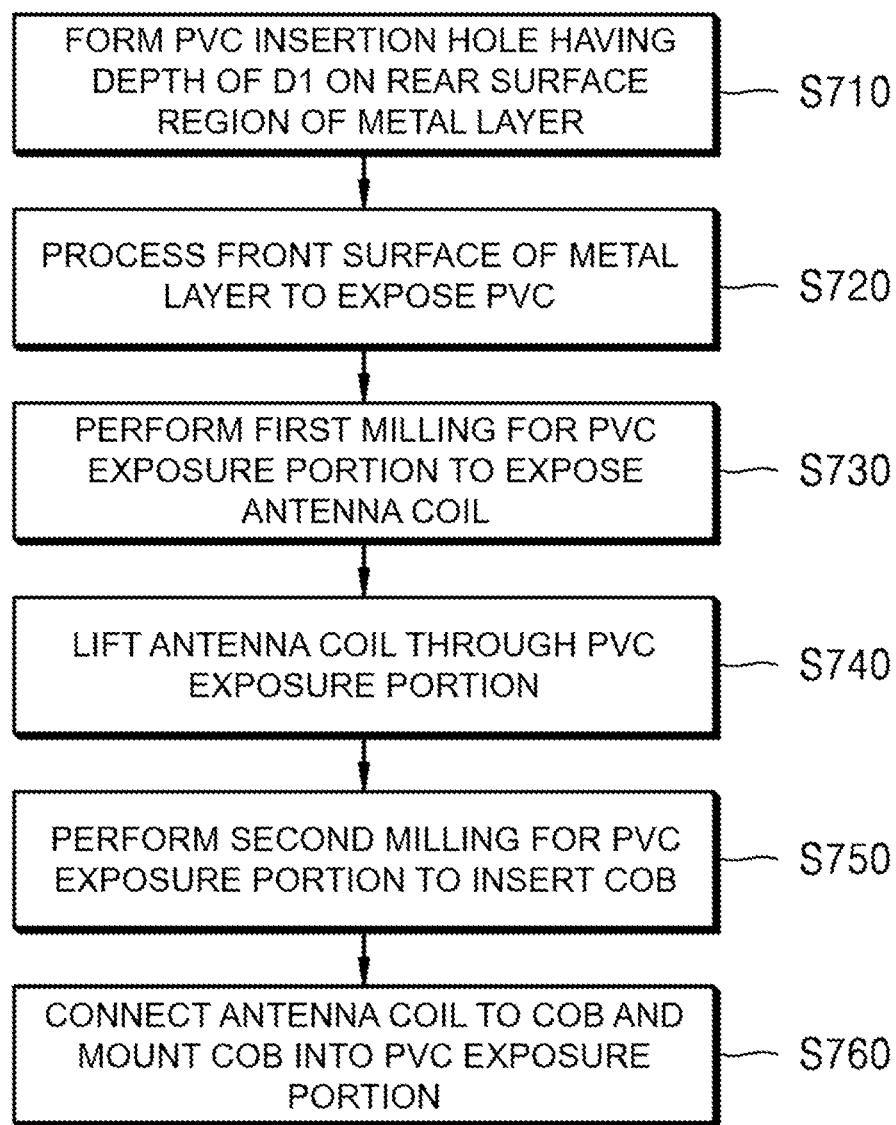 FORM PVC INSERTION HOLE HAVING
DEPTH OF D1 ON REAR SURFACE
REGION OF METAL LAYER
S710
PROCESS FRONT SURFACE OF METAL
LAYER TO EXPOSE PVC
S720
PERFORM FIRST MILLING FOR PVC
EXPOSURE PORTION TO EXPOSE
ANTENNA COIL
S730
LIFT ANTENNA COIL THROUGH PVC
EXPOSURE PORTION
S740
PERFORM SECOND MILLING FOR PVC
EXPOSURE PORTION TO INSERT COB
S750
CONNECT ANTENNA COIL TO COB AND
MOUNT COB INTO PVC EXPOSURE
PORTION
S760